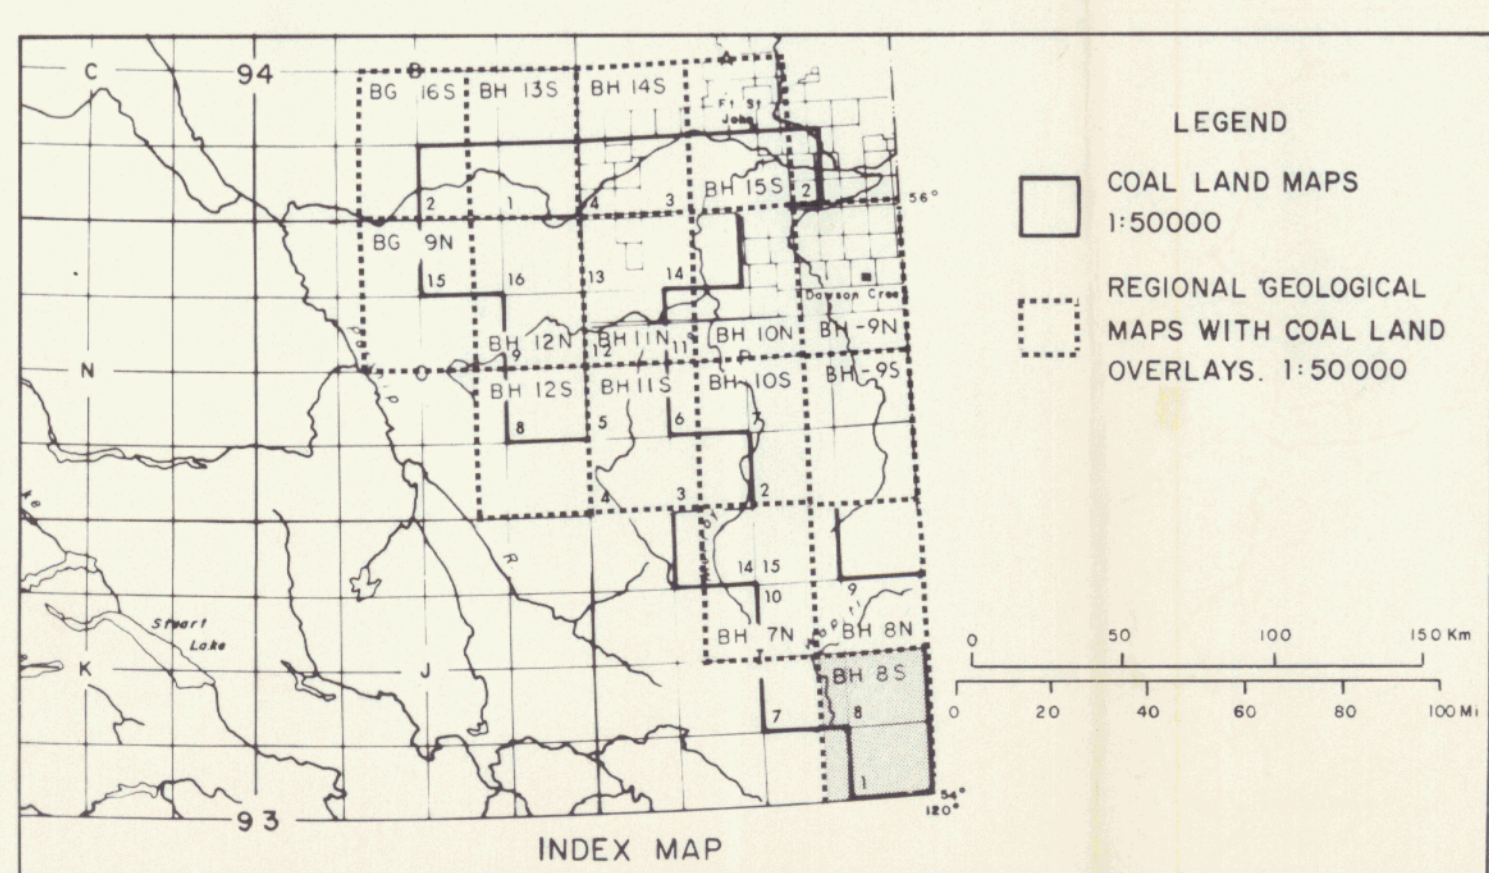 C 94 B A
BG 16S BH 13S BH 14S
Ft St
John
2 1 4 3 BH 15S 2
56°
BG 9N
15 16 13 14
Dawson Cree
BH 12N BH 11N BH 10N BH-9N
9 12 11 P
N O
BH 12S BH 11S BH-10S BH-9S
8 5 6 7
4 3 2
R
14 15
10 9
Stuart
Lake
BH 7N BH 8N
K J I BH 8S
7 8
1
54°
120°
93
INDEX MAP
LEGEND
COAL LAND MAPS
1:50000
REGIONAL GEOLOGICAL
MAPS WITH COAL LAND
OVERLAYS. 1:50000
0 50 100 150 Km
0 20 40 60 80 100 Mi